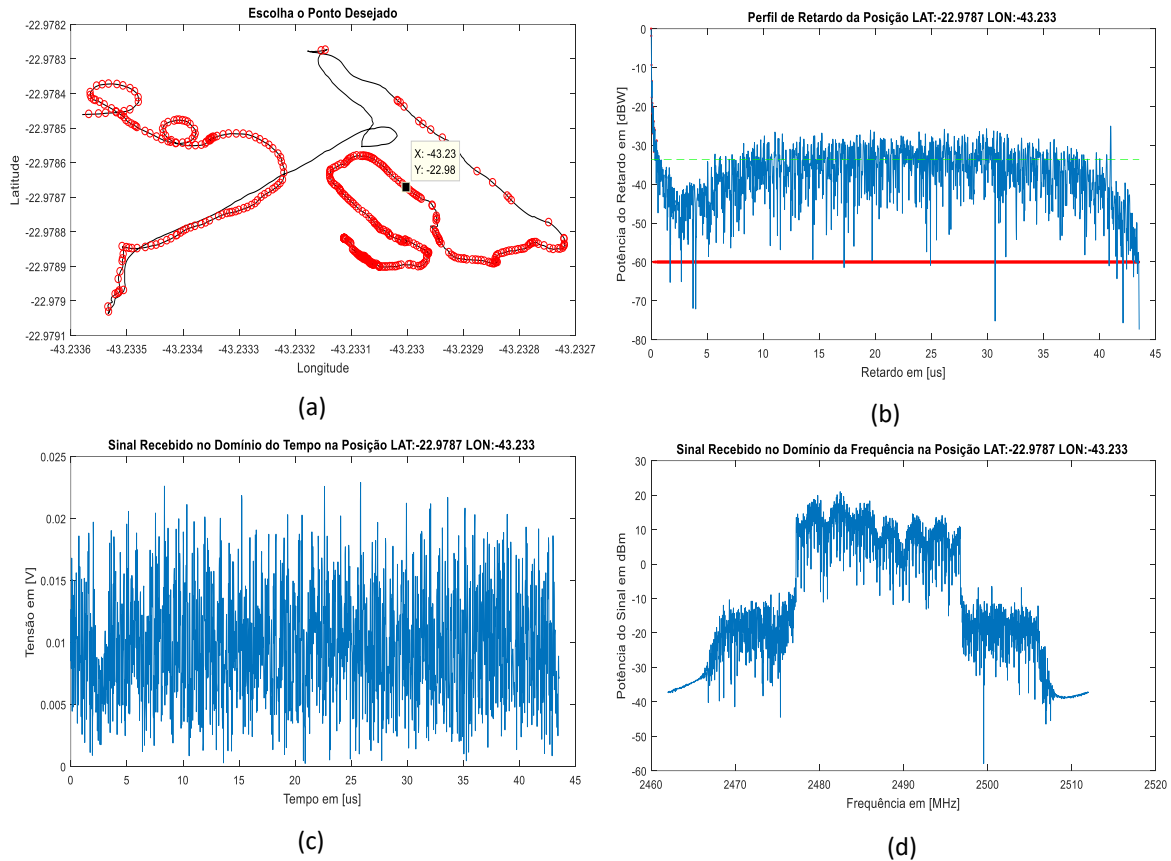 Escolha o Ponto Desejado
-22.9782
-22.9783
-22.9784
-22.9785
-22.9786
-22.9787
-22.9788
-22.9789
-22.979
-22.9791
Latitude
X: -43.23
Y: -22.98
-43.2336 -43.2335 -43.2334 -43.2333 -43.2332 -43.2331 -43.233 -43.2329 -43.2328 -43.2327
Longitude
(a)
Perfil de Retardo da Posição LAT:-22.9787 LON:-43.233
0
-10
-20
-30
-40
-50
-60
-70
-80
Potência do Retardo em [dBW]
0 5 10 15 20 25 30 35 40 45
Retardo em [us]
(b)
Sinal Recebido no Domínio do Tempo na Posição LAT:-22.9787 LON:-43.233
0.025
0.02
0.015
0.01
0.005
0
Tensão em [V]
0 5 10 15 20 25 30 35 40 45
Tempo em [us]
(c)
Sinal Recebido no Domínio da Frequência na Posição LAT:-22.9787 LON:-43.233
30
20
10
0
-10
-20
-30
-40
-50
-60
Potência do Sinal em dBm
2460 2470 2480 2490 2500 2510 2520
Frequência em [MHz]
(d)